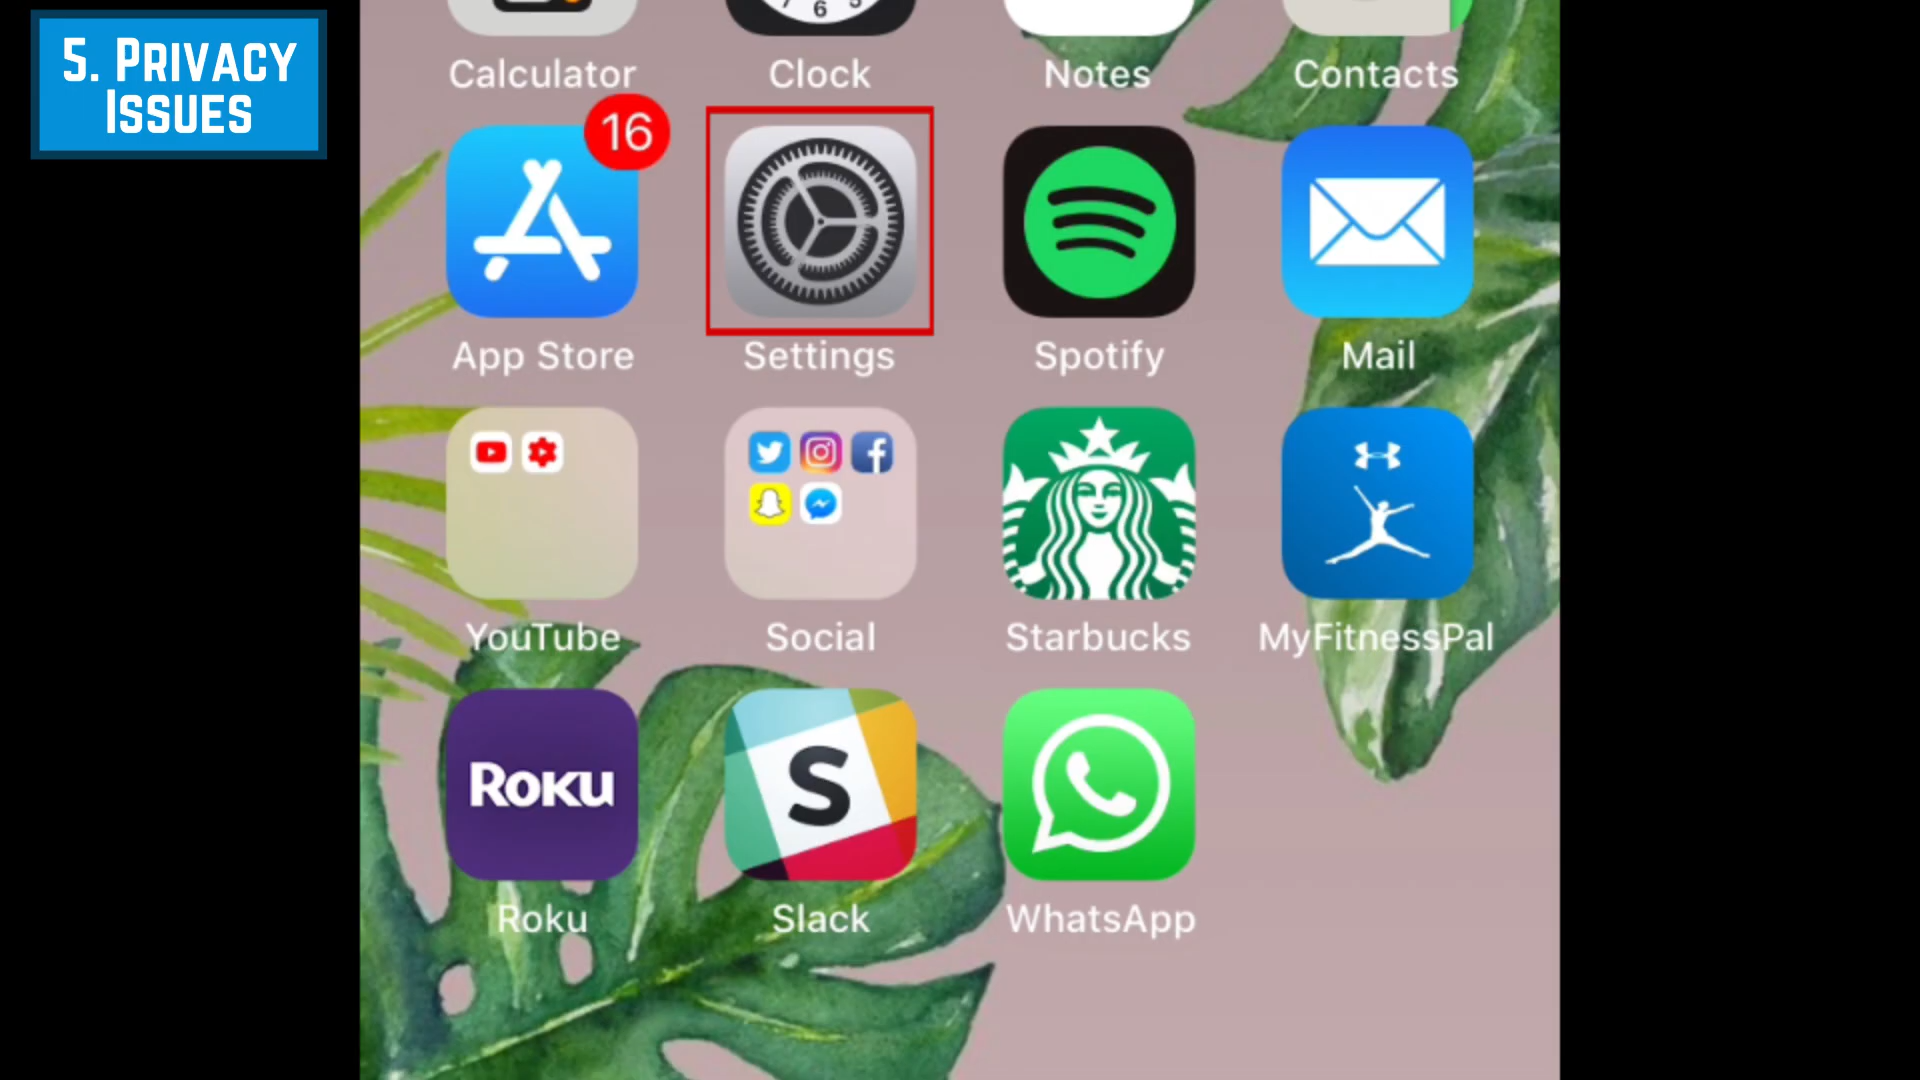 5. Privacy
Issues
6
Calculator
Clock
Notes
Contacts
16
App Store
Settings
Spotify
Mail
YouTube
Social
Starbucks
MyFitnessPal
Roku
S
Roku
Slack
WhatsApp